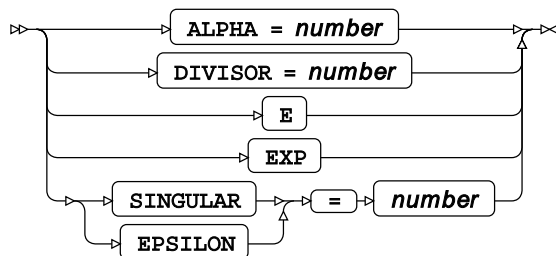 ALPHA = number
DIVISOR = number
E
EXP
SINGULAR = number
EPSILON